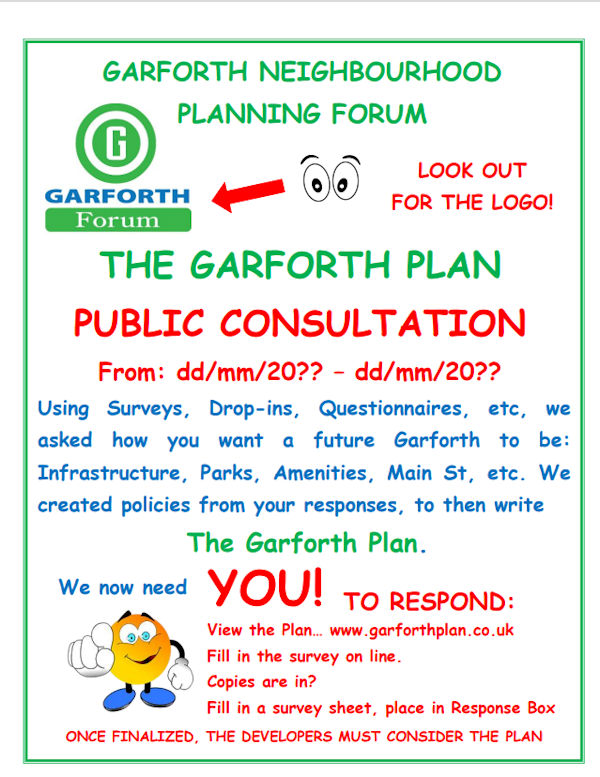 GARFORTH NEIGHBOURHOOD
PLANNING FORUM
G
GARFORTH
Forum
LOOK OUT
FOR THE LOGO!
THE GARFORTH PLAN
PUBLIC CONSULTATION
From: dd/mm/20?? – dd/mm/20??
Using Surveys, Drop-ins, Questionnaires, etc, we
asked how you want a future Garforth to be:
Infrastructure, Parks, Amenities, Main St, etc. We
created policies from your responses, to then write
The Garforth Plan.
We now need YOU! TO RESPOND:
View the Plan… www.garforthplan.co.uk
Fill in the survey on line.
Copies are in?
Fill in a survey sheet, place in Response Box
ONCE FINALIZED, THE DEVELOPERS MUST CONSIDER THE PLAN